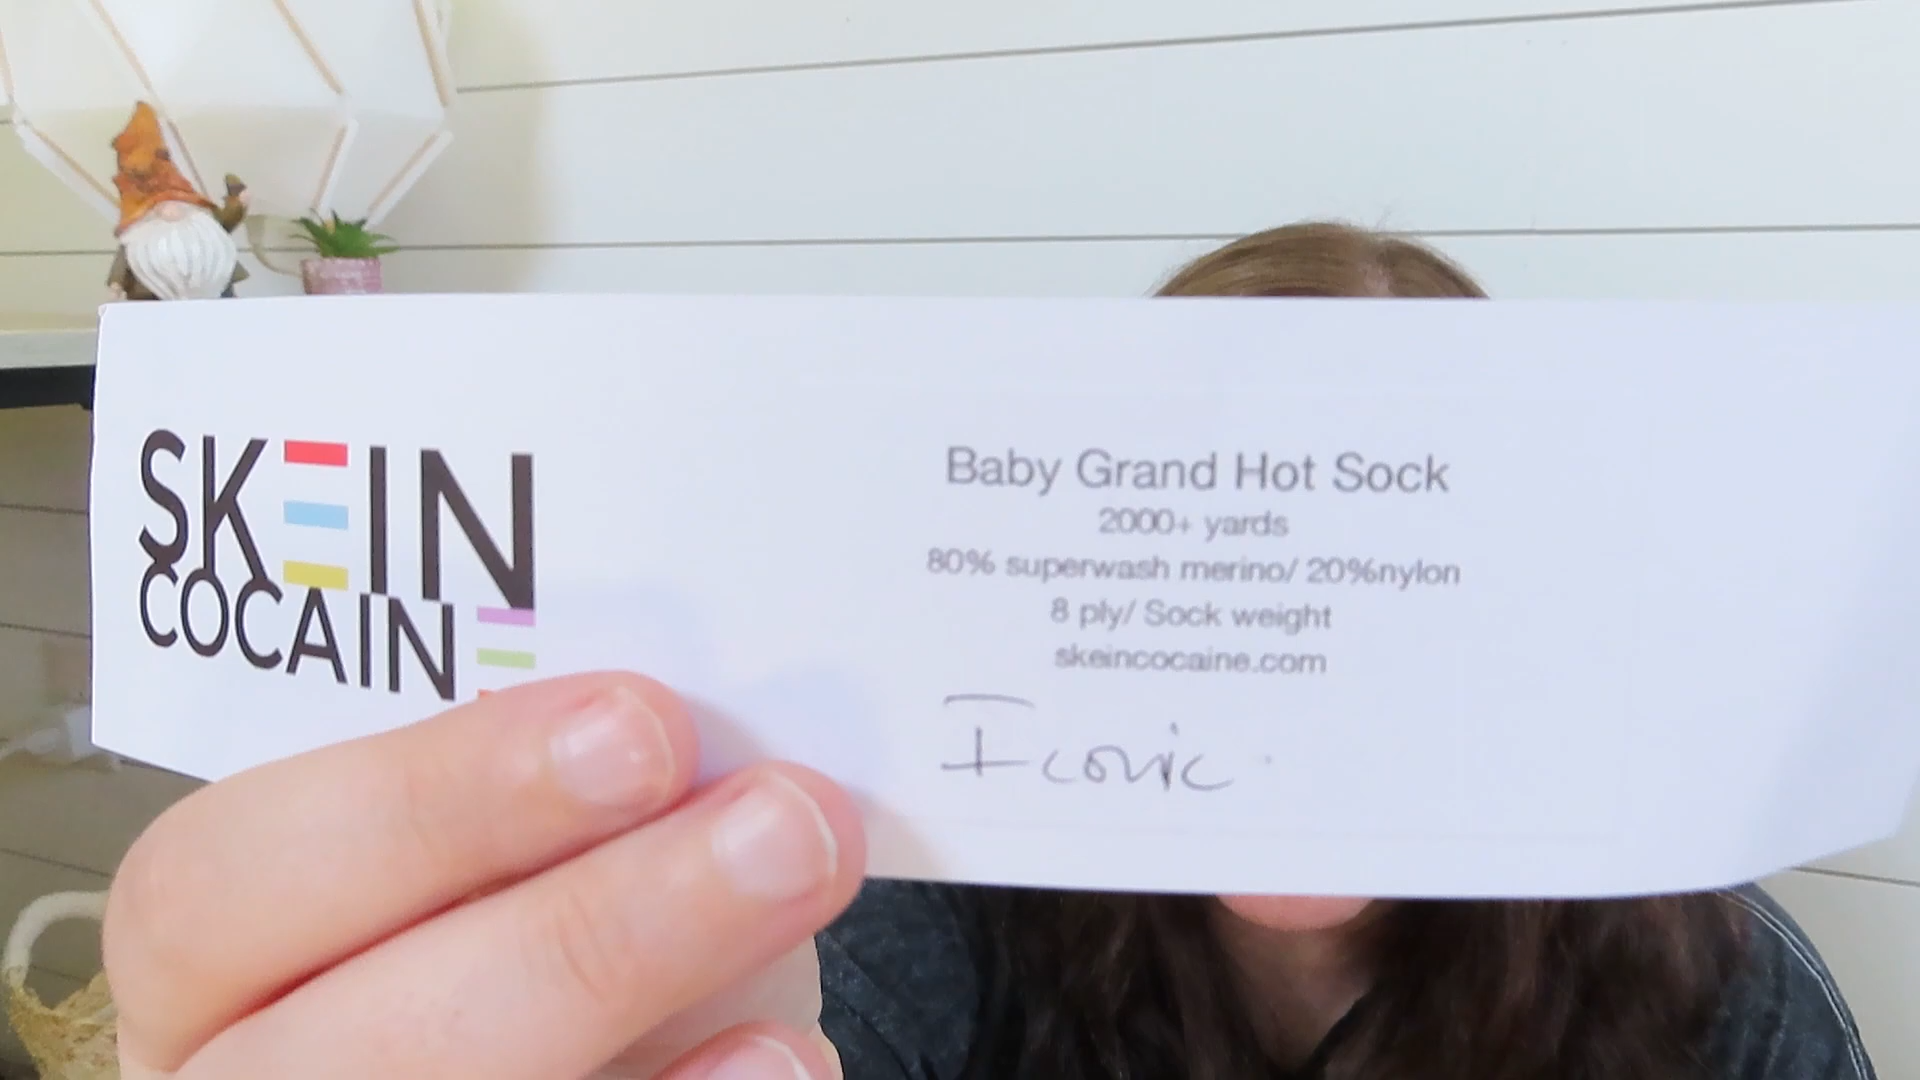 SKEIN
COCAINE
Baby Grand Hot Sock
2000+ yards
80% superwash merino/ 20%nylon
8 ply/ Sock weight
skeincocaine.com
Iconic